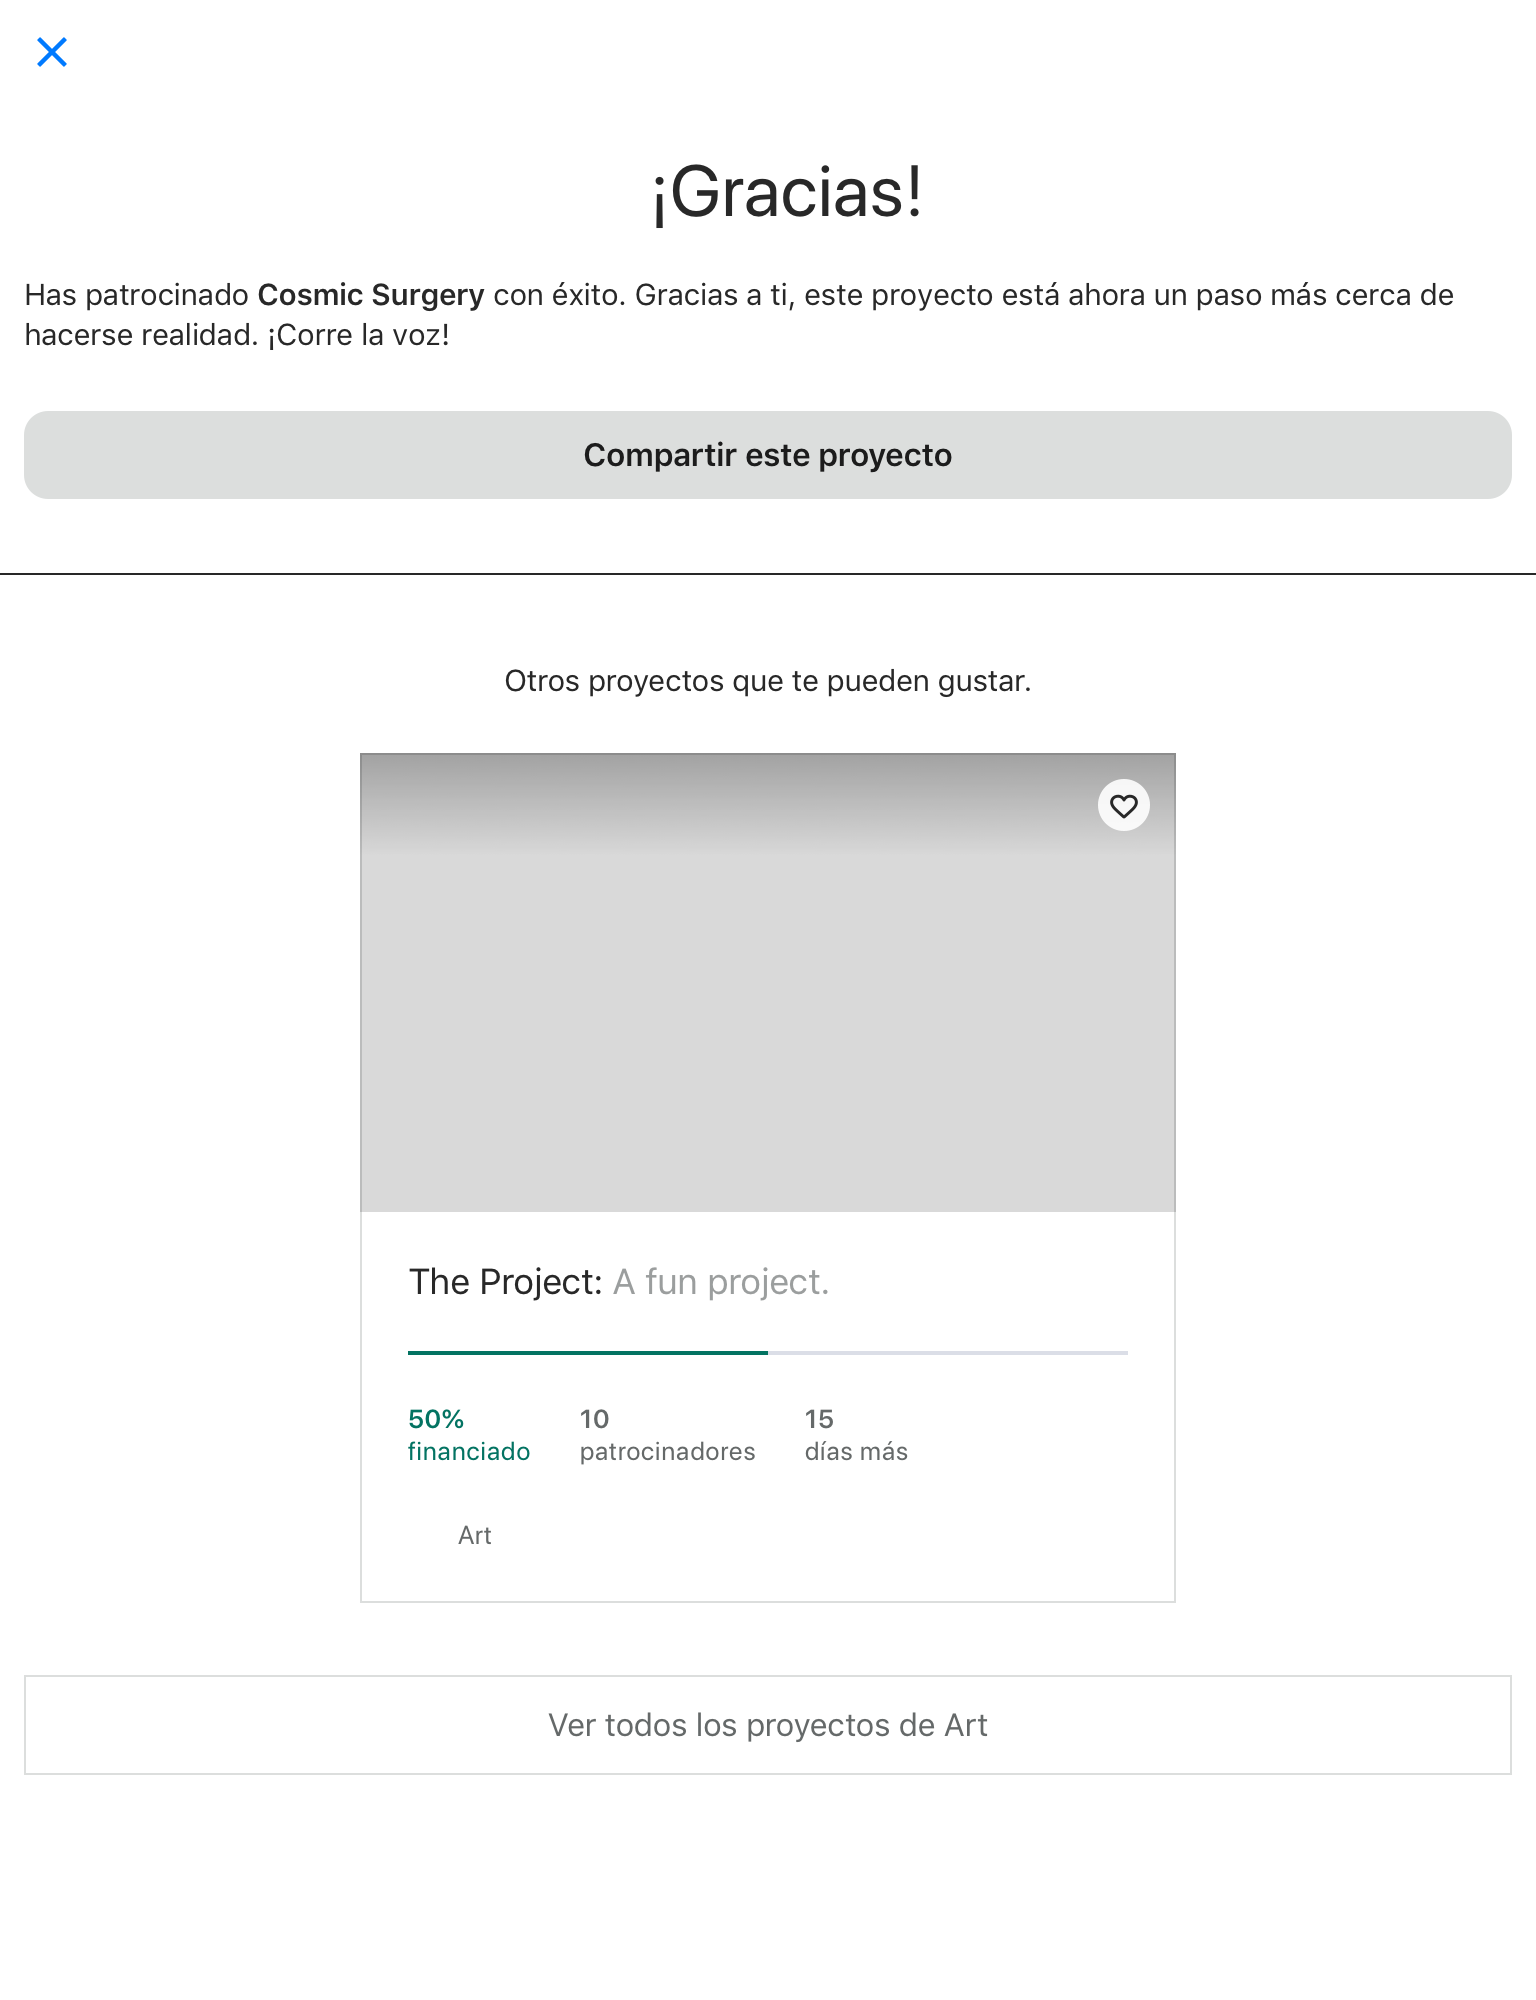 ¡Gracias!
Has patrocinado Cosmic Surgery con éxito. Gracias a ti, este proyecto está ahora un paso más cerca de
hacerse realidad. ¡Corre la voz!
Compartir este proyecto
Otros proyectos que te pueden gustar.
The Project: A fun project.
50% 10 15
financiado patrocinadores días más
Art
Ver todos los proyectos de Art